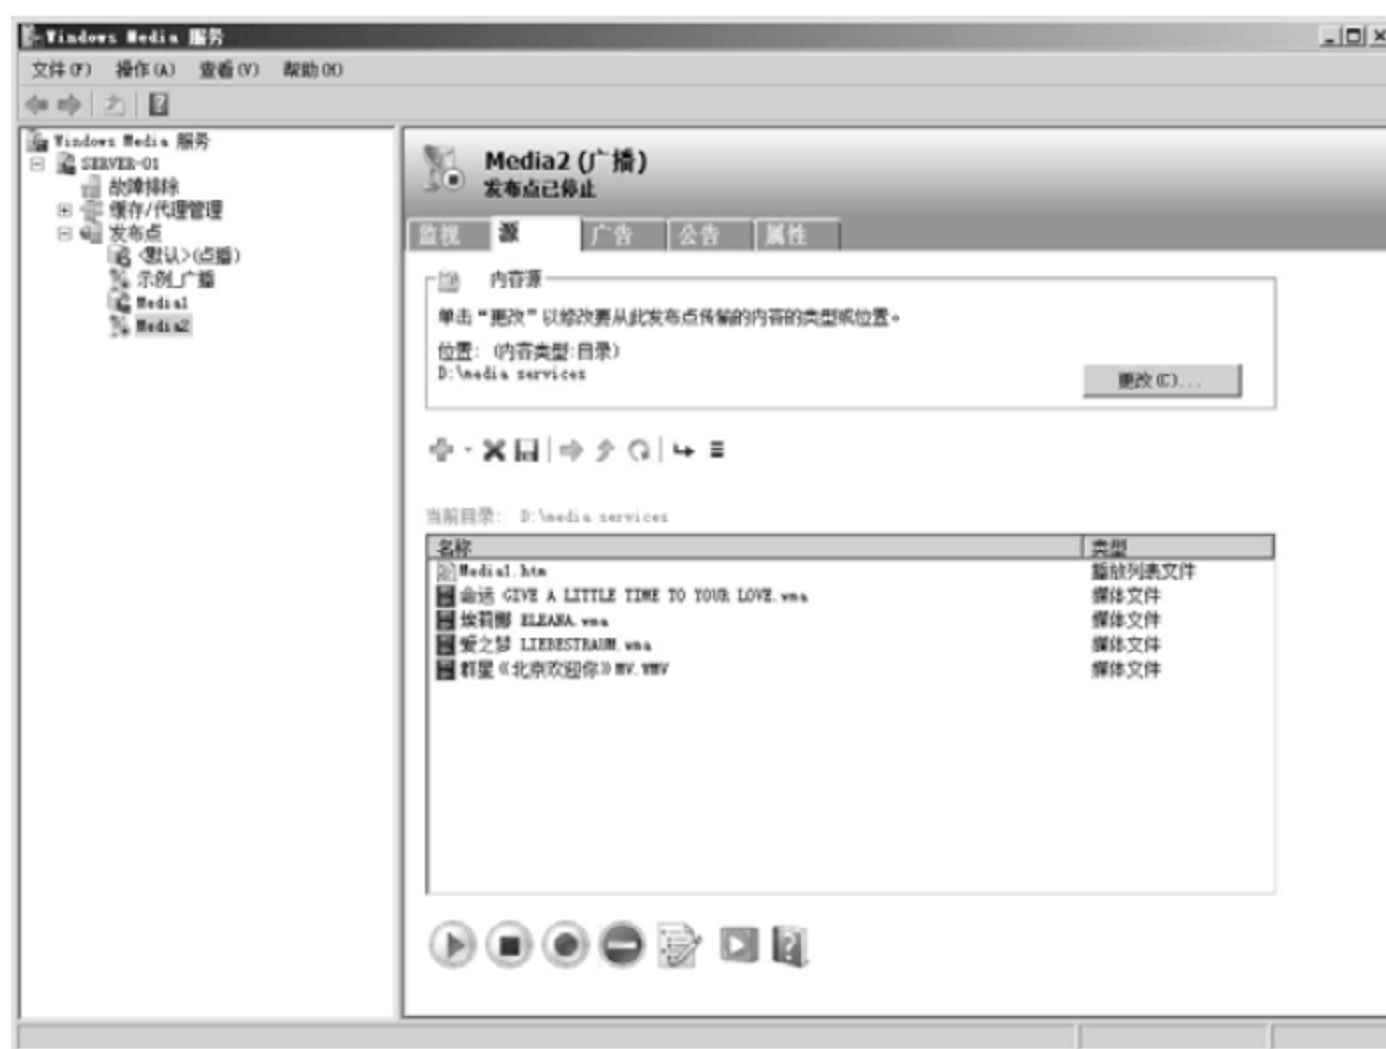 Windows Media 服务
文件(F) 操作(A) 查看(V) 帮助(H)
Windows Media 服务
SERVER-01
故障排除
缓存/代理管理
发布点
<默认>(点播)
示例_广播
Media1
Media2
Media2 (广播)
发布点已停止
监视 源 广告 公告 属性
内容源
单击“更改”以修改要从此发布点传输的内容的类型或位置。
位置: (内容类型:目录)
D:\media services
更改(C)...
当前目录: D:\media services
名称 类型
Media1.htm 播放列表文件
命运 GIVE A LITTLE TIME TO YOUR LOVE.wma 媒体文件
埃莉娜 ELEANA.wma 媒体文件
爱之梦 LIEBESTRAUM.wma 媒体文件
群星《北京欢迎你》MV.WMV 媒体文件